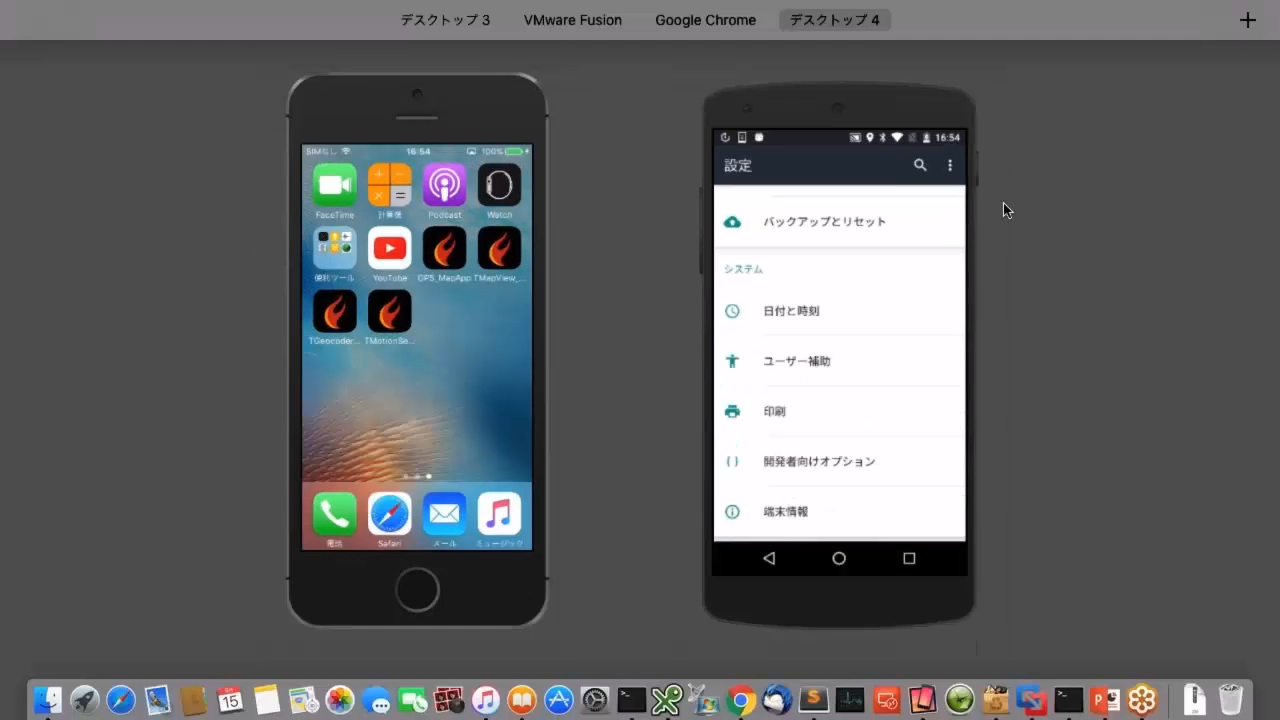 デスクトップ 3 VMware Fusion Google Chrome デスクトップ 4
SIMなし 16:54 100%
FaceTime 計算機 Podcast Watch
便利ツール YouTube GPS_MapApp TMapView_...
TGeocoder... TMotionSe...
電話 Safari メール ミュージック
16:54
設定
バックアップとリセット
システム
日付と時刻
ユーザー補助
印刷
開発者向けオプション
端末情報
15